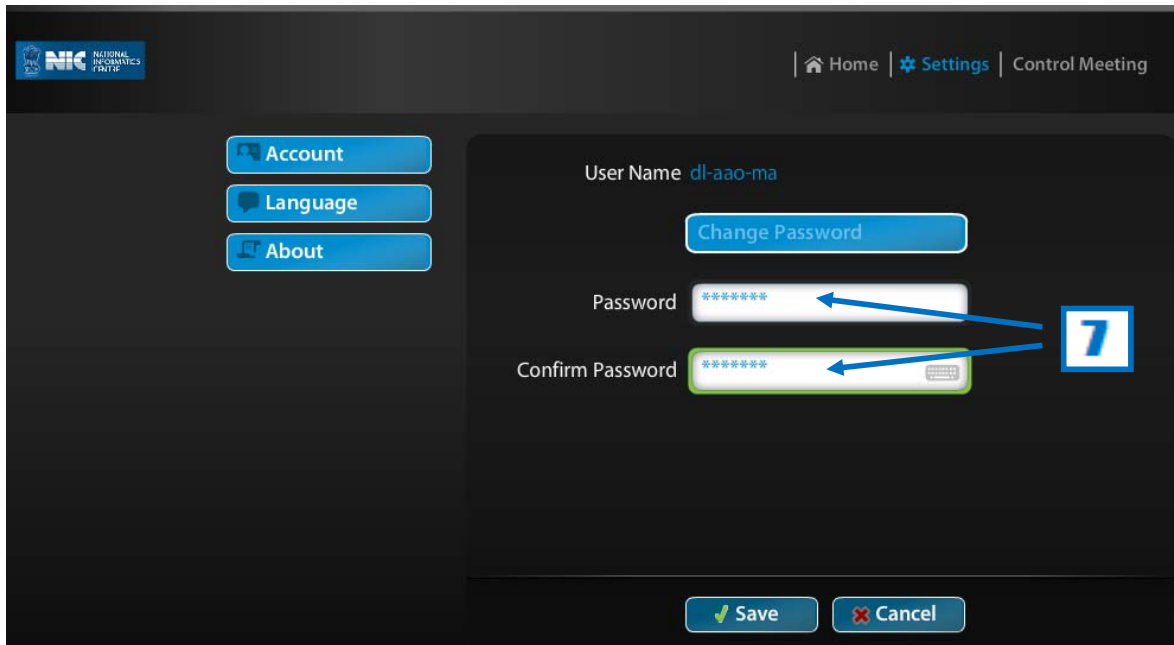 NIC NATIONAL
INFORMATICS
CENTRE
Home Settings Control Meeting
Account
Language
About
User Name dl-aao-ma
Change Password
Password *******
Confirm Password *******
7
Save Cancel